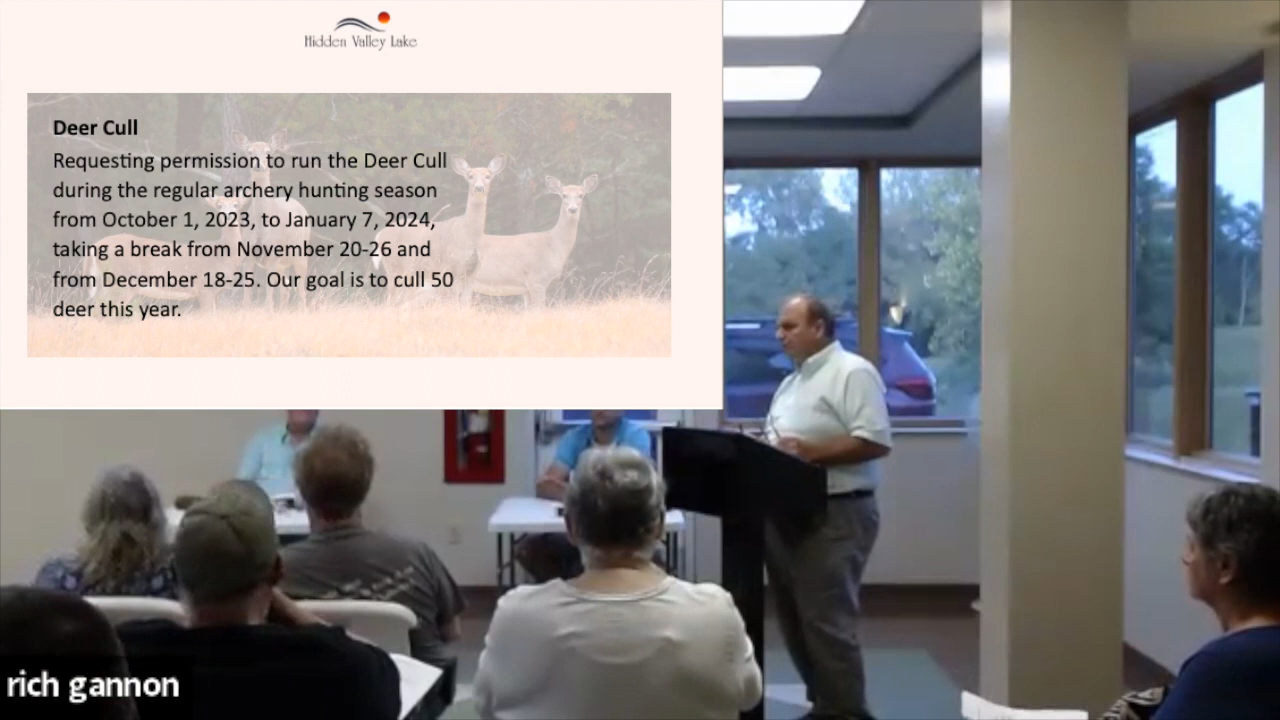 Hidden Valley Lake
Deer Cull
Requesting permission to run the Deer Cull
during the regular archery hunting season
from October 1, 2023, to January 7, 2024,
taking a break from November 20-26 and
from December 18-25. Our goal is to cull 50
deer this year.
rich gannon